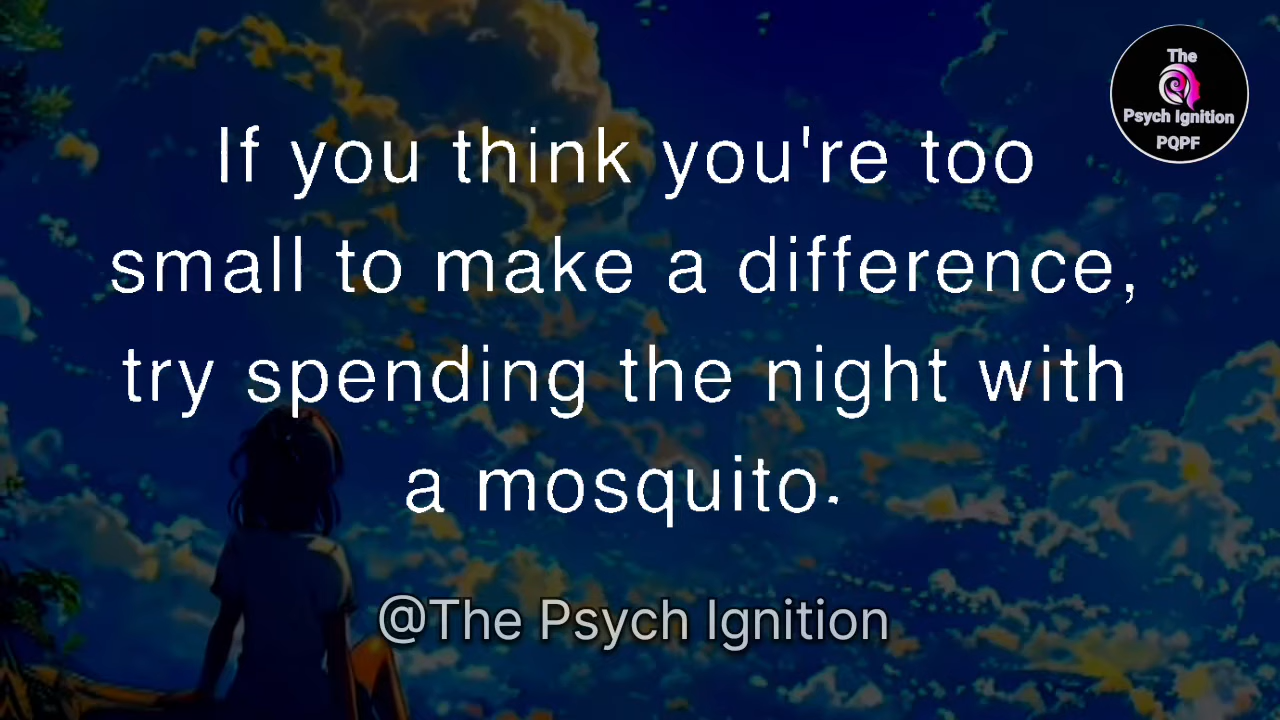 The
Psych Ignition
PQPF
If you think you're too
small to make a difference,
try spending the night with
a mosquito.
@The Psych Ignition